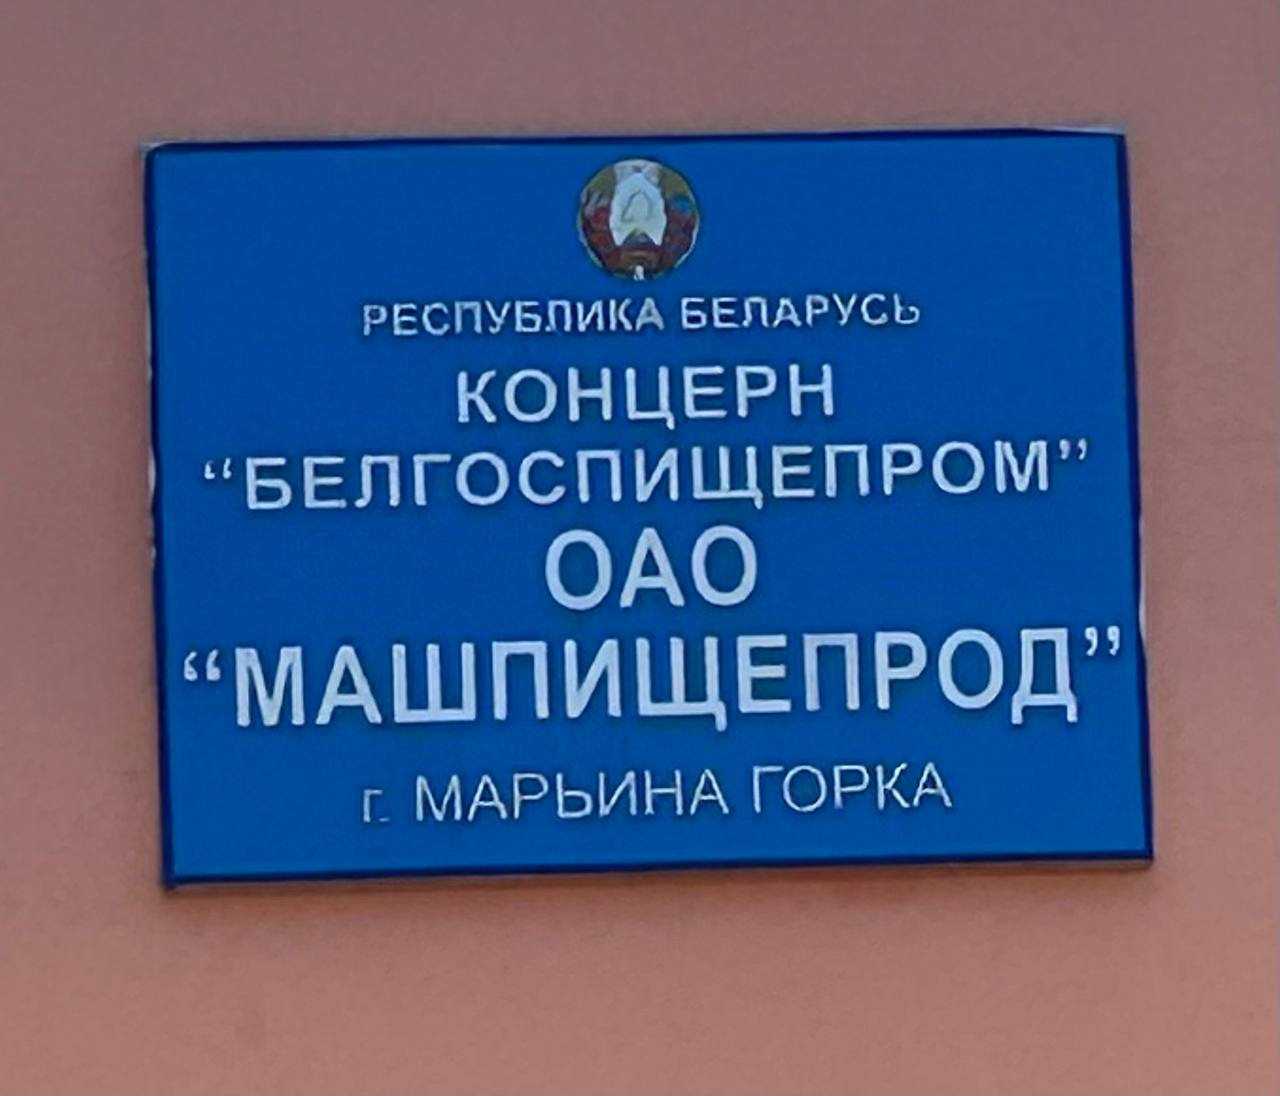 РЕСПУБЛИКА БЕЛАРУСЬ
КОНЦЕРН
“БЕЛГОСПИЩЕПРОМ”
ОАО
“МАШПИЩЕПРОД”
г. МАРЬИНА ГОРКА